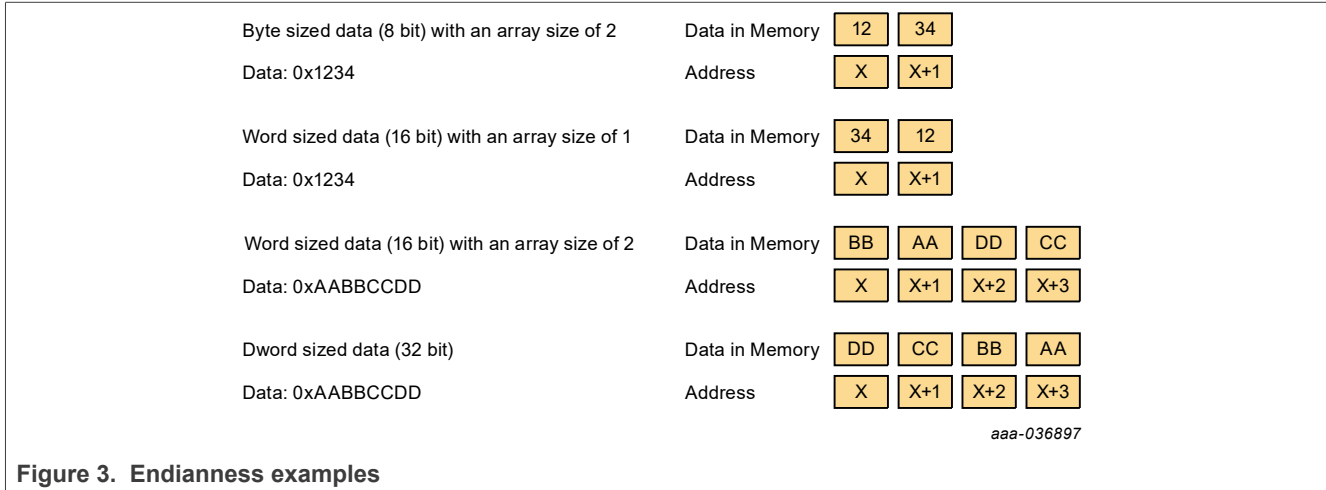 Byte sized data (8 bit) with an array size of 2 Data in Memory 12 34
Data: 0x1234 Address X X+1
Word sized data (16 bit) with an array size of 1 Data in Memory 34 12
Data: 0x1234 Address X X+1
Word sized data (16 bit) with an array size of 2 Data in Memory BB AA DD CC
Data: 0xAABBCCDD Address X X+1 X+2 X+3
Dword sized data (32 bit) Data in Memory DD CC BB AA
Data: 0xAABBCCDD Address X X+1 X+2 X+3
aaa-036897
Figure 3. Endianness examples